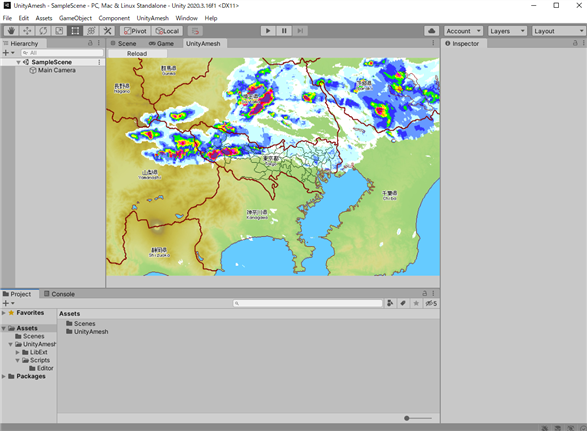 UnityAmesh - SampleScene - PC, Mac & Linux Standalone - Unity 2020.3.16f1 <DX11>
File Edit Assets GameObject Component UnityAmesh Window Help
Pivot Local Account Layers Layout
Hierarchy Scene Game UnityAmesh Inspector
All
Reload
SampleScene
Main Camera
群馬県
Gunma
長野県
Nagano
埼玉県
茨城県
東京都
山梨県
Yamanashi
千葉県
Chiba
神奈川県
Kanagawa
静岡県
Shizuoka
Project Console
5
Favorites
Assets
Scenes
UnityAmesh
LibExt
Scripts
Editor
Packages
Assets
Scenes
UnityAmesh